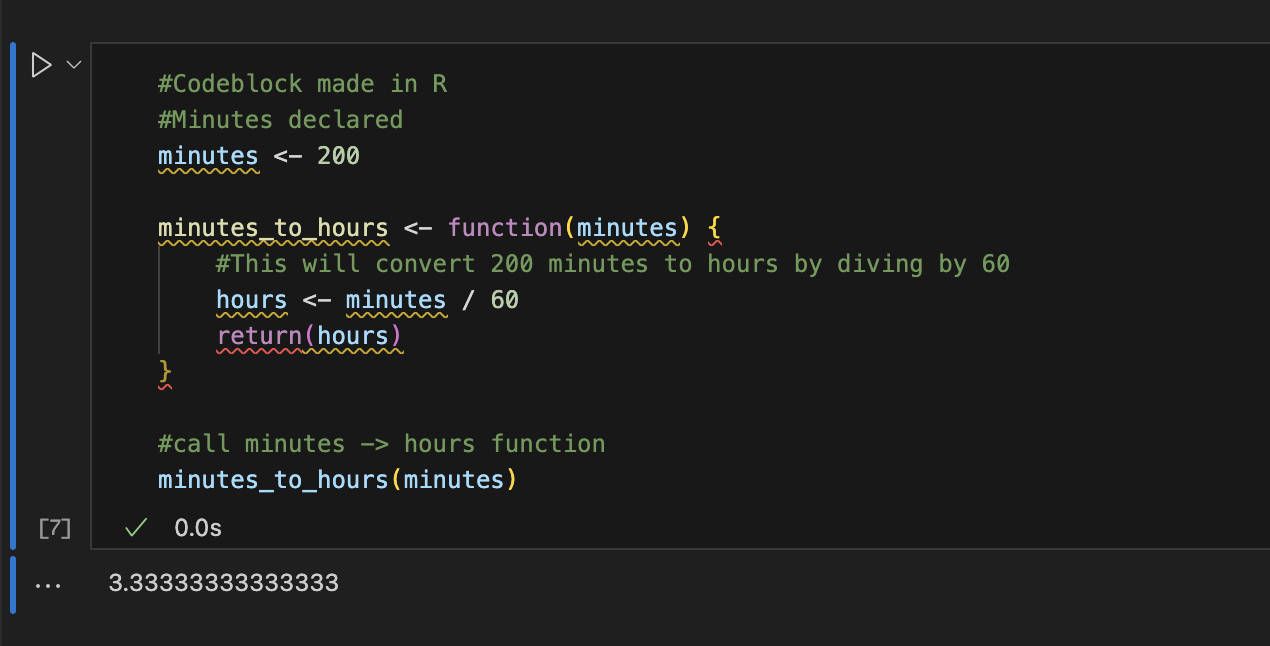 #Codeblock made in R
#Minutes declared
minutes <- 200
minutes_to_hours <- function(minutes) {
#This will convert 200 minutes to hours by diving by 60
hours <- minutes / 60
return(hours)
}
#call minutes -> hours function
minutes_to_hours(minutes)
[7] ✓ 0.0s
... 3.33333333333333